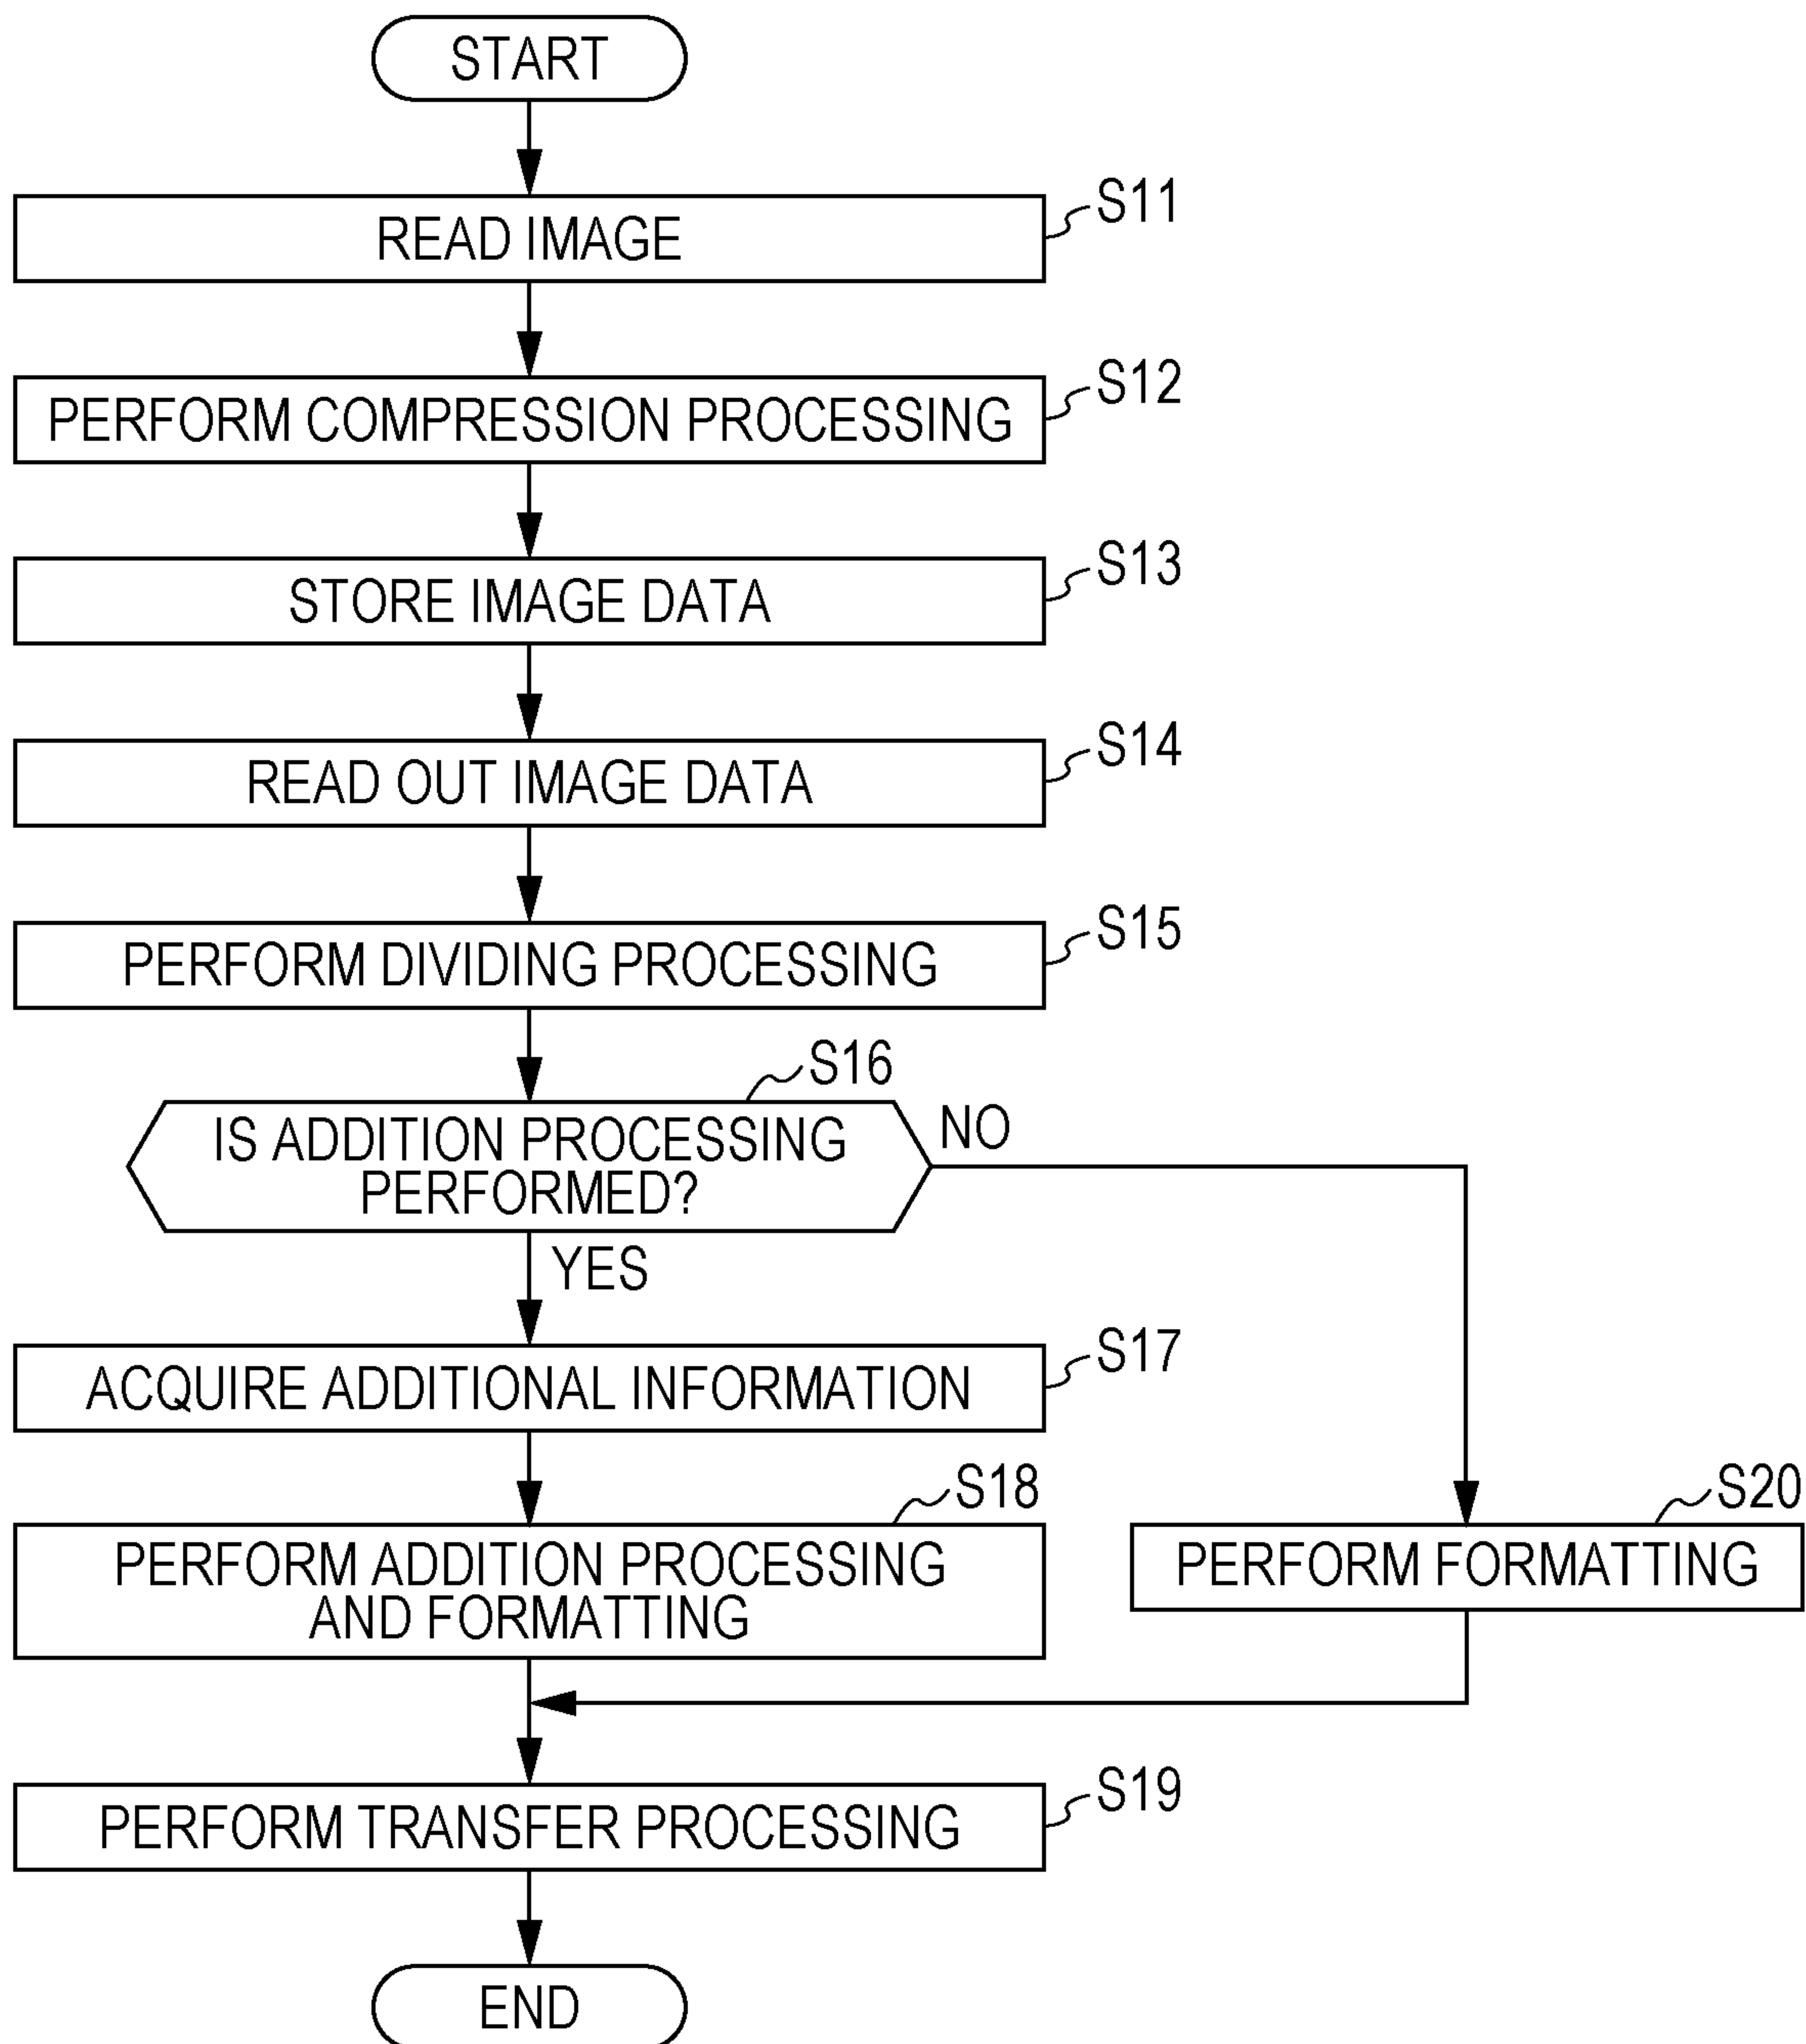 START
READ IMAGE
S11
PERFORM COMPRESSION PROCESSING
S12
STORE IMAGE DATA
S13
READ OUT IMAGE DATA
S14
PERFORM DIVIDING PROCESSING
S15
S16
IS ADDITION PROCESSING
PERFORMED?
NO
YES
ACQUIRE ADDITIONAL INFORMATION
S17
S18
PERFORM ADDITION PROCESSING
AND FORMATTING
S20
PERFORM FORMATTING
PERFORM TRANSFER PROCESSING
S19
END